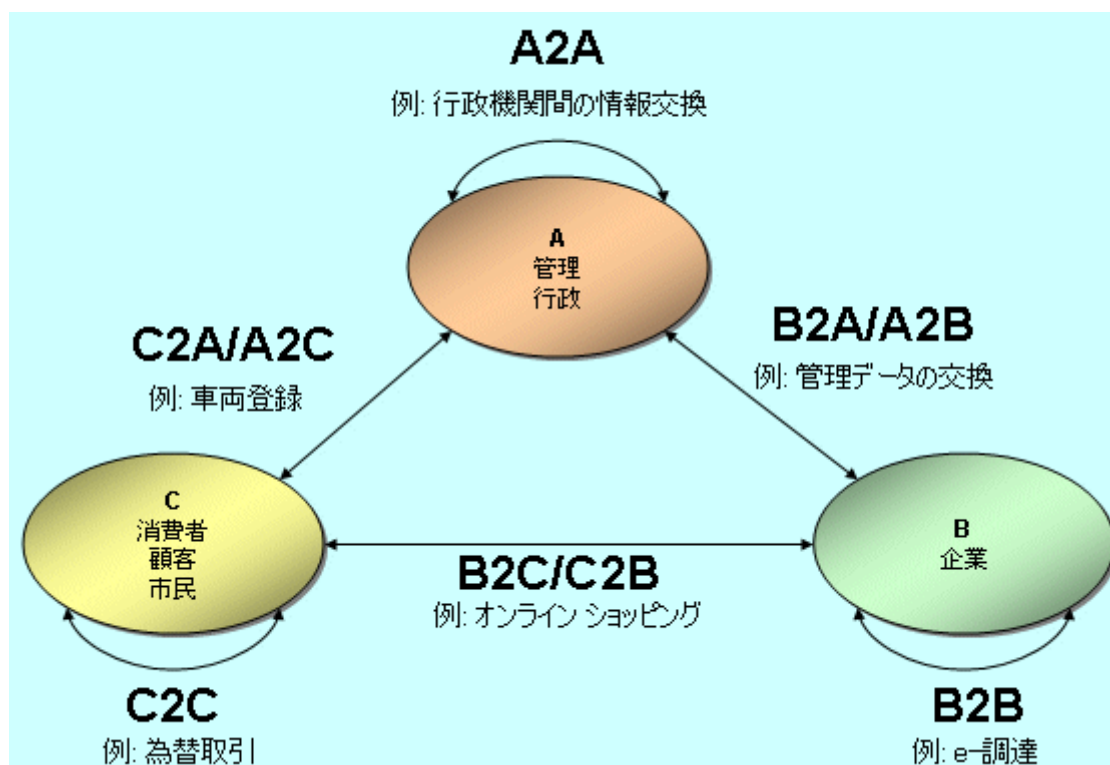 A2A
例: 行政機関間の情報交換
A
管理
行政
C2A/A2C
例: 車両登録
B2A/A2B
例: 管理データの交換
C
消費者
顧客
市民
B
企業
B2C/C2B
例: オンライン ショッピング
C2C
例: 為替取引
B2B
例: e-調達